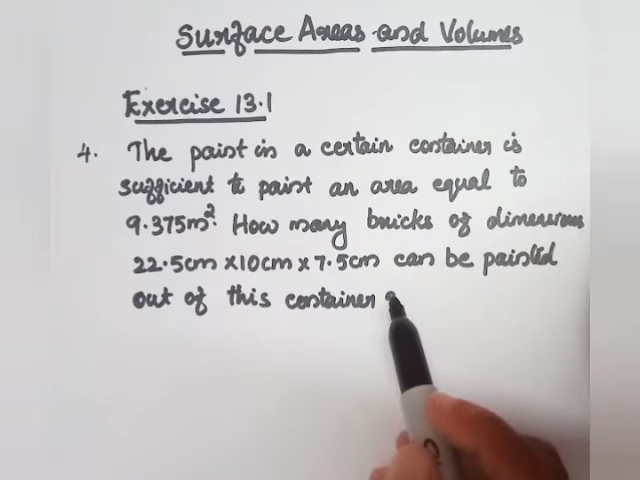 Surface Areas and Volumes
Exercise 13.1
4. The paint in a certain container is
sufficient to paint an area equal to
9.375m². How many bricks of dimensions
22.5cm x 10cm x 7.5cm can be painted
out of this container